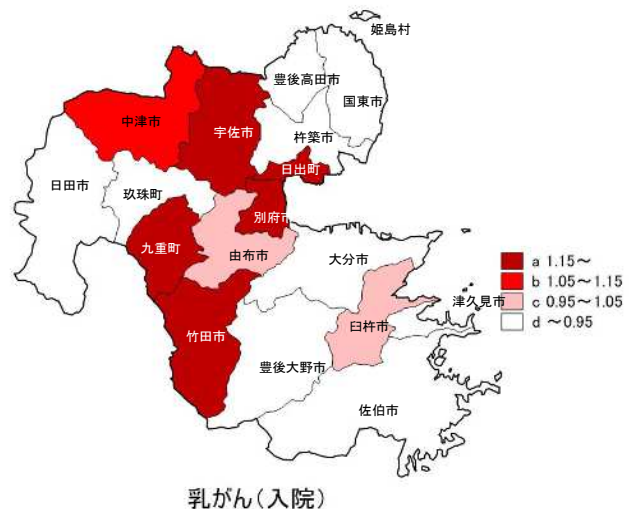 姫島村
豊後高田市
国東市
中津市
宇佐市
杵築市
日出町
日田市
玖珠町
別府市
九重町
由布市
大分市
a 1.15～
b 1.05～1.15
c 0.95～1.05
d ～0.95
津久見市
臼杵市
竹田市
豊後大野市
佐伯市
乳がん（入院）